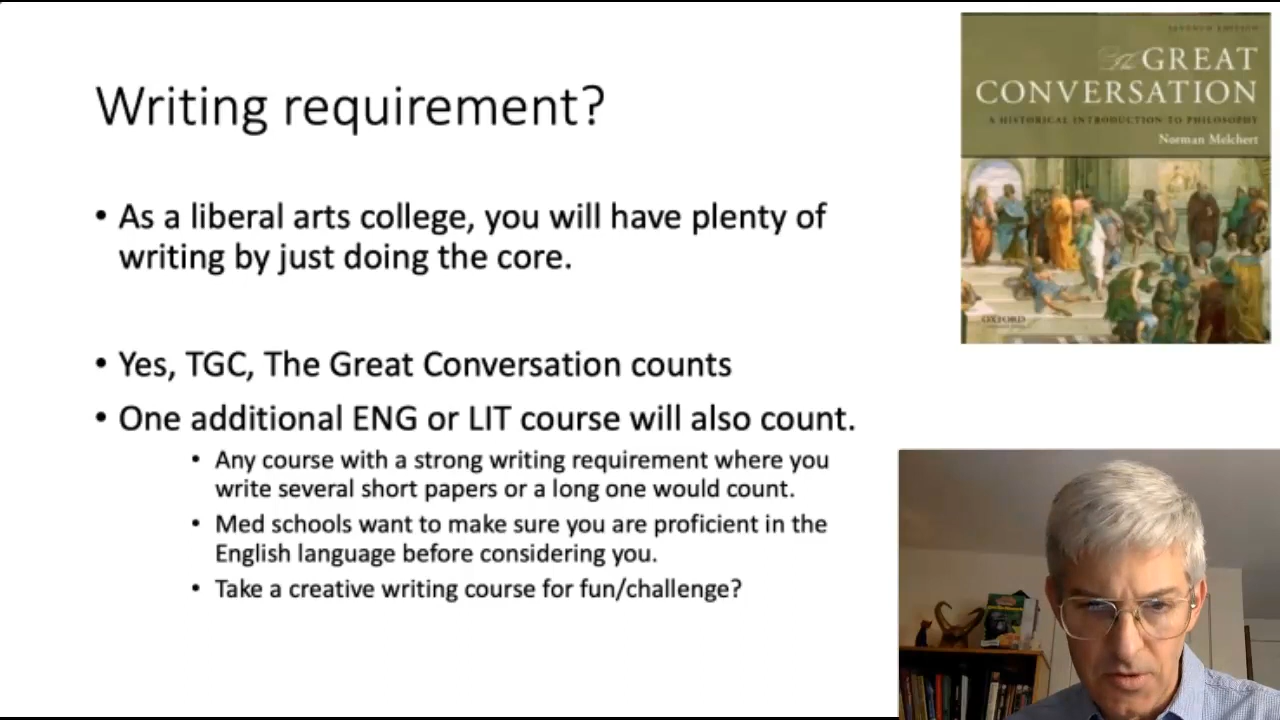 Writing requirement?
• As a liberal arts college, you will have plenty of
writing by just doing the core.
• Yes, TGC, The Great Conversation counts
• One additional ENG or LIT course will also count.
• Any course with a strong writing requirement where you
write several short papers or a long one would count.
• Med schools want to make sure you are proficient in the
English language before considering you.
• Take a creative writing course for fun/challenge?
SEVENTH EDITION
The GREAT
CONVERSATION
A HISTORICAL INTRODUCTION TO PHILOSOPHY
Norman Melchert
OXFORD